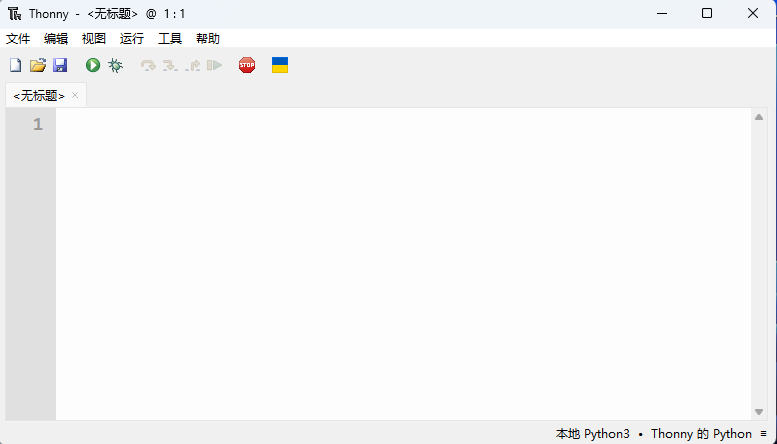 Thonny - <无标题> @ 1:1
文件 编辑 视图 运行 工具 帮助
STOP
<无标题> ×
1
本地 Python3 • Thonny 的 Python ≡